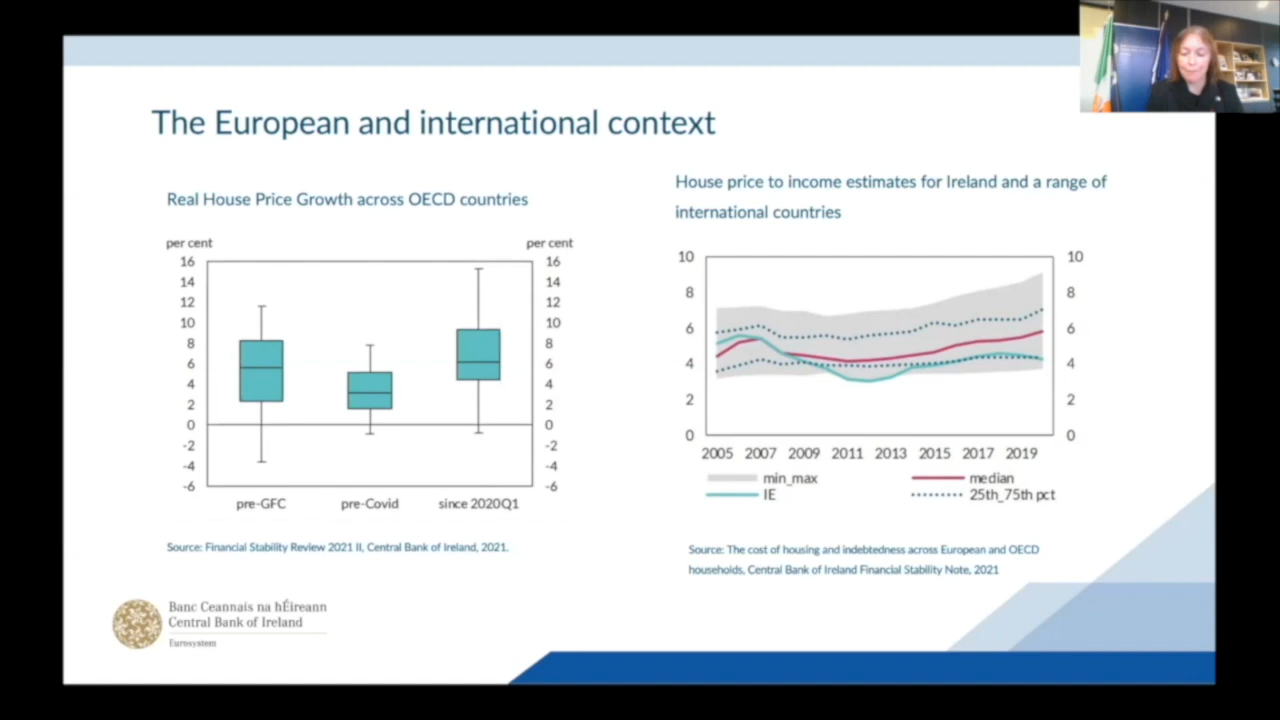 The European and international context
Real House Price Growth across OECD countries
per cent
per cent
16
14
12
10
8
6
4
2
0
-2
-4
-6
16
14
12
10
8
6
4
2
0
-2
-4
-6
pre-GFC
pre-Covid
since 2020Q1
Source: Financial Stability Review 2021 II, Central Bank of Ireland, 2021.
House price to income estimates for Ireland and a range of
international countries
10
8
6
4
2
0
10
8
6
4
2
0
2005
2007
2009
2011
2013
2015
2017
2019
min_max
median
IE
25th_75th pct
Source: The cost of housing and indebtedness across European and OECD
households, Central Bank of Ireland Financial Stability Note, 2021
Banc Ceannais na hÉireann
Central Bank of Ireland
Eurosystem